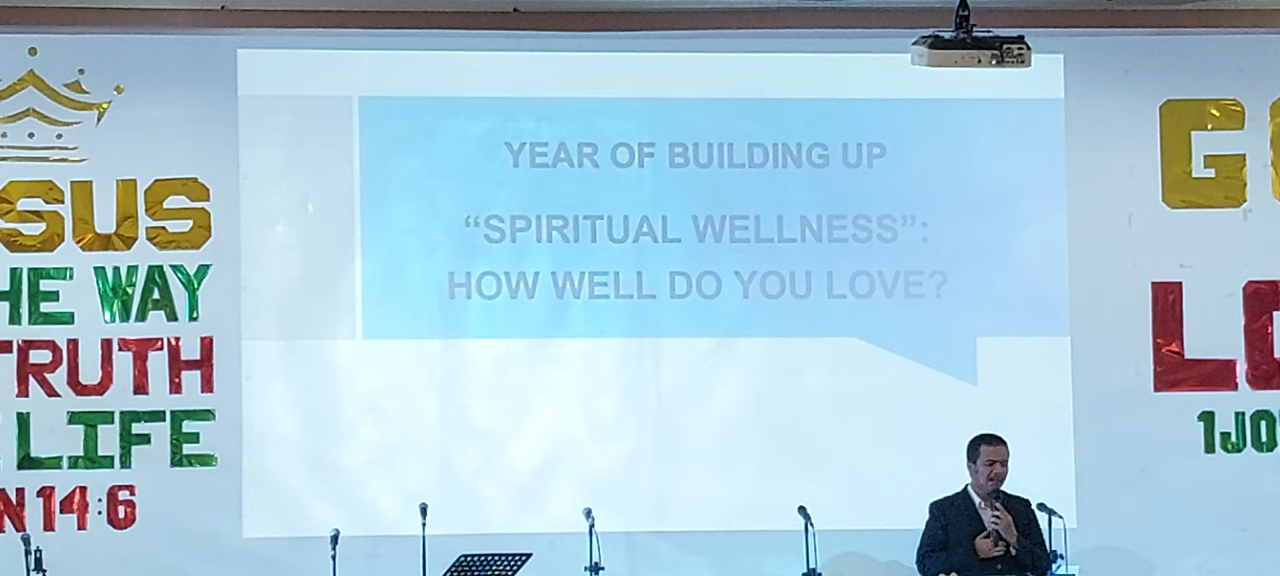 SUS
HE WAY
TRUTH
LIFE
N 14:6
YEAR OF BUILDING UP
“SPIRITUAL WELLNESS”:
HOW WELL DO YOU LOVE?
G
LO
1JO